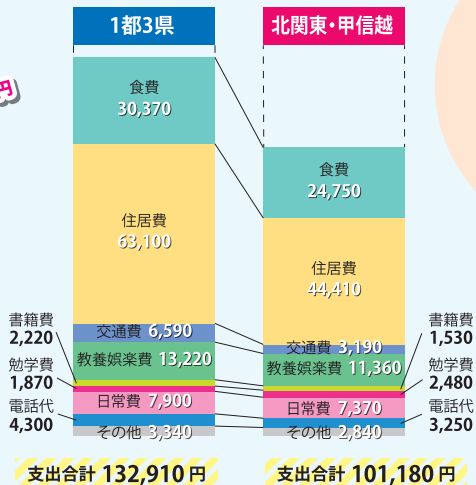 1都3県
北関東・甲信越
円
食費
30,370
食費
24,750
住居費
63,100
住居費
44,410
交通費 6,590
交通費 3,190
教養娯楽費 13,220
教養娯楽費 11,360
書籍費
2,220
書籍費
1,530
勉学費
1,870
勉学費
2,480
日常費 7,900
日常費 7,370
電話代
4,300
電話代
3,250
その他 3,340
その他 2,840
支出合計 132,910 円
支出合計 101,180 円